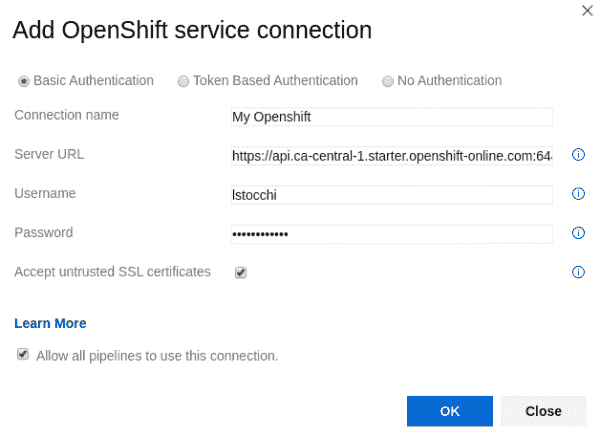 Add OpenShift service connection
Basic Authentication Token Based Authentication No Authentication
Connection name My Openshift
Server URL https://api.ca-central-1.starter.openshift-online.com:64
Username lstocchi
Password ••••••••••••
Accept untrusted SSL certificates
Learn More
Allow all pipelines to use this connection.
OK Close